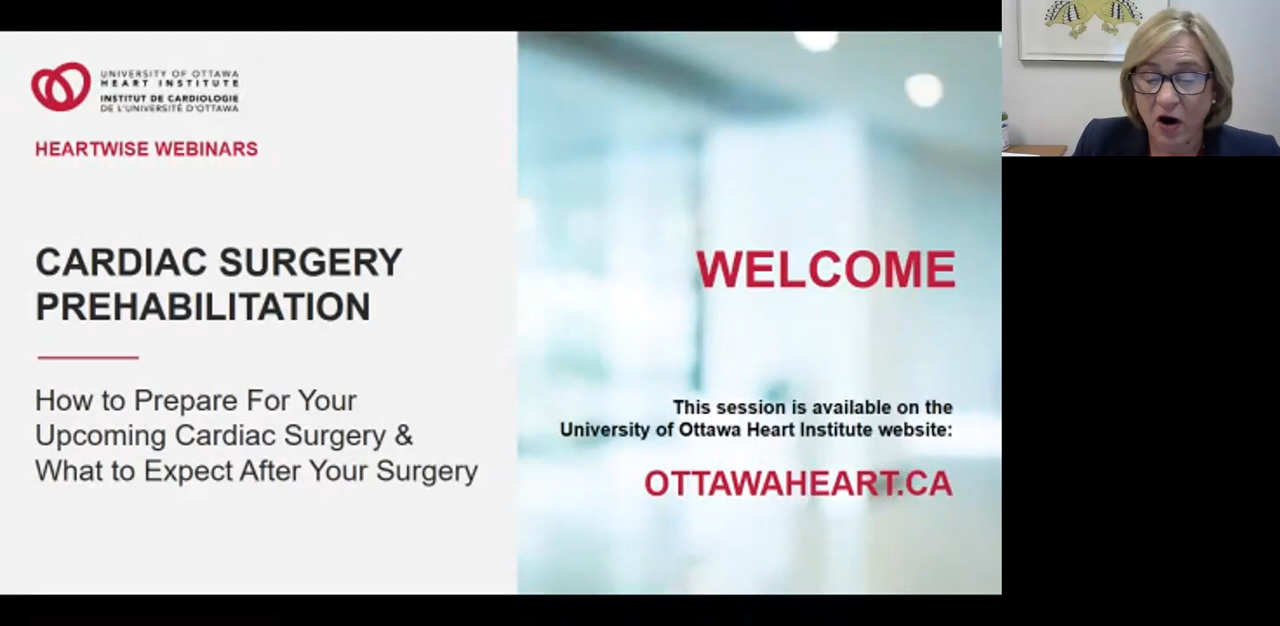 UNIVERSITY OF OTTAWA
HEART INSTITUTE
INSTITUT DE CARDIOLOGIE
DE L'UNIVERSITÉ D'OTTAWA
HEARTWISE WEBINARS
CARDIAC SURGERY
PREHABILITATION
How to Prepare For Your
Upcoming Cardiac Surgery &
What to Expect After Your Surgery
WELCOME
This session is available on the
University of Ottawa Heart Institute website:
OTTAWAHEART.CA